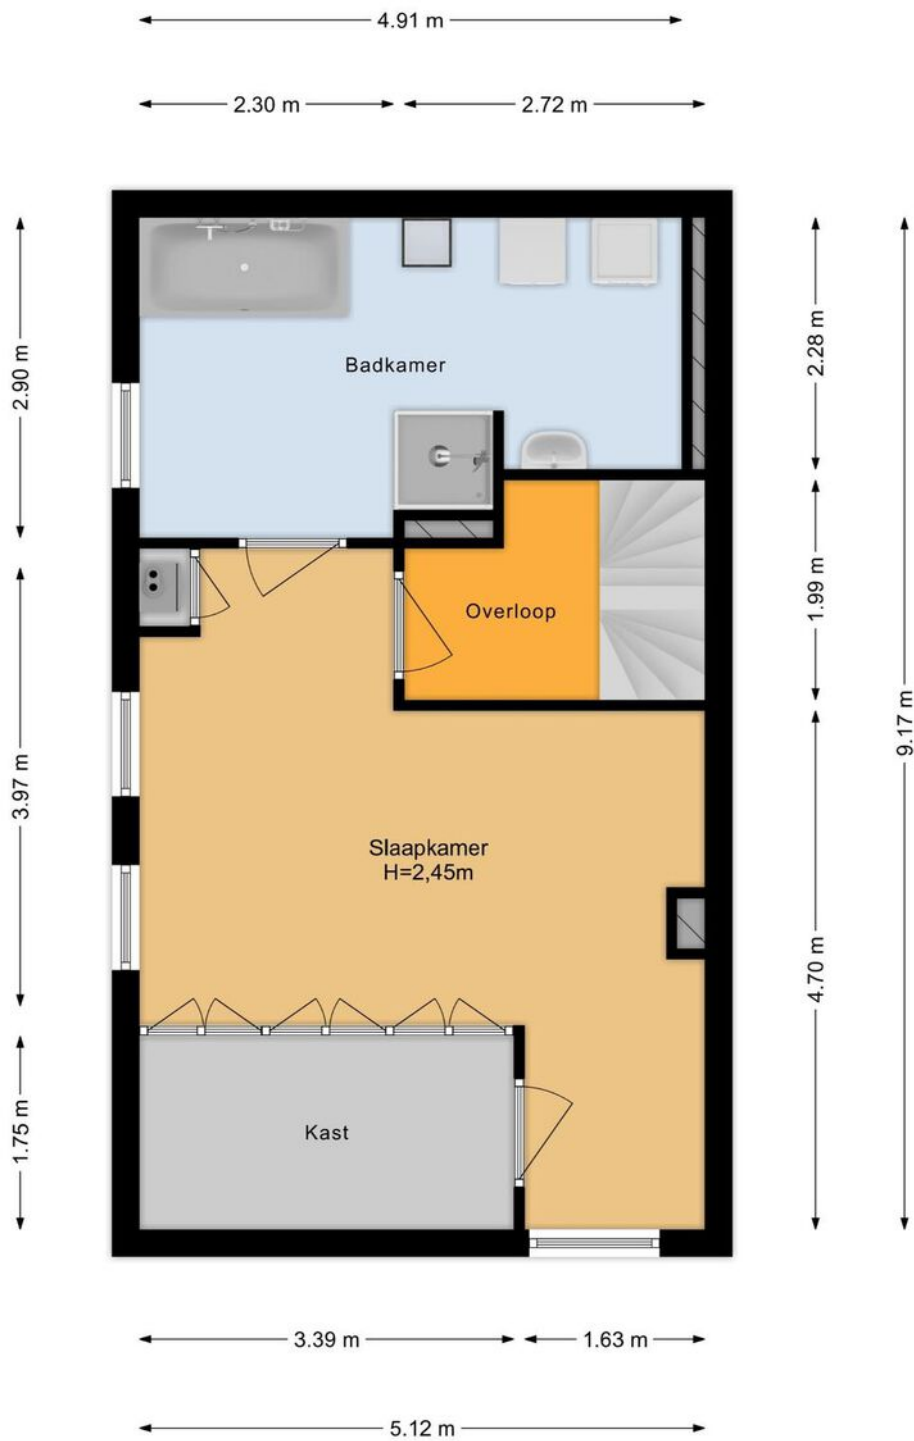 4.91 m
2.30 m
2.72 m
2.90 m
2.28 m
Badkamer
1.99 m
Overloop
9.17 m
3.97 m
Slaapkamer
H=2,45m
4.70 m
1.75 m
Kast
3.39 m
1.63 m
5.12 m